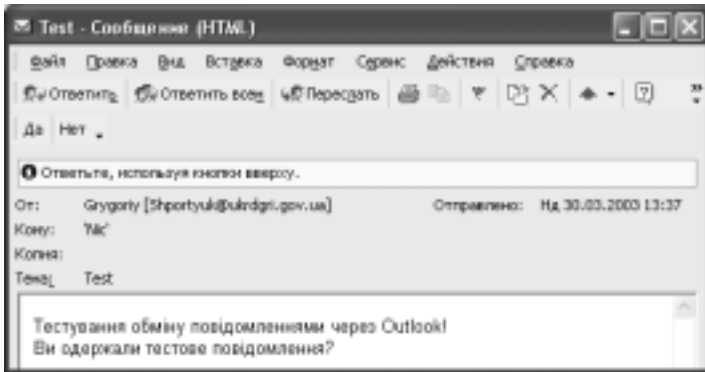 Test - Сообщение (HTML)
Файл Правка Вид Вставка Формат Сервис Действия Справка
Ответить Ответить всем Переслать
Да Нет
Ответьте, используя кнопки вверху.
От: Grygoriy [Shportyuk@ukrdgri.gov.ua] Отправлено: Нд 30.03.2003 13:37
Кому: 'Nic'
Копия:
Тема: Test
Тестування обміну повідомленнями через Outlook!
Ви одержали тестове повідомлення?